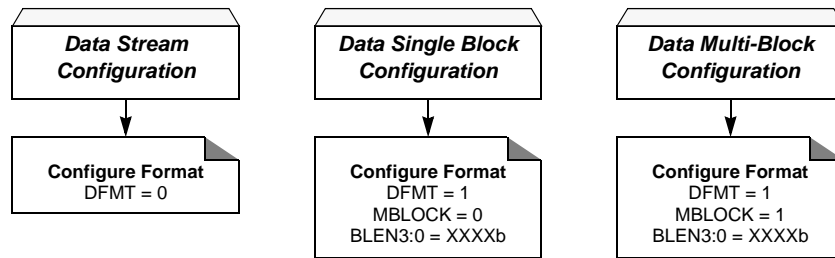 Data Stream
Configuration
Configure Format
DFMT = 0
Data Single Block
Configuration
Configure Format
DFMT = 1
MBLOCK = 0
BLEN3:0 = XXXXb
Data Multi-Block
Configuration
Configure Format
DFMT = 1
MBLOCK = 1
BLEN3:0 = XXXXb